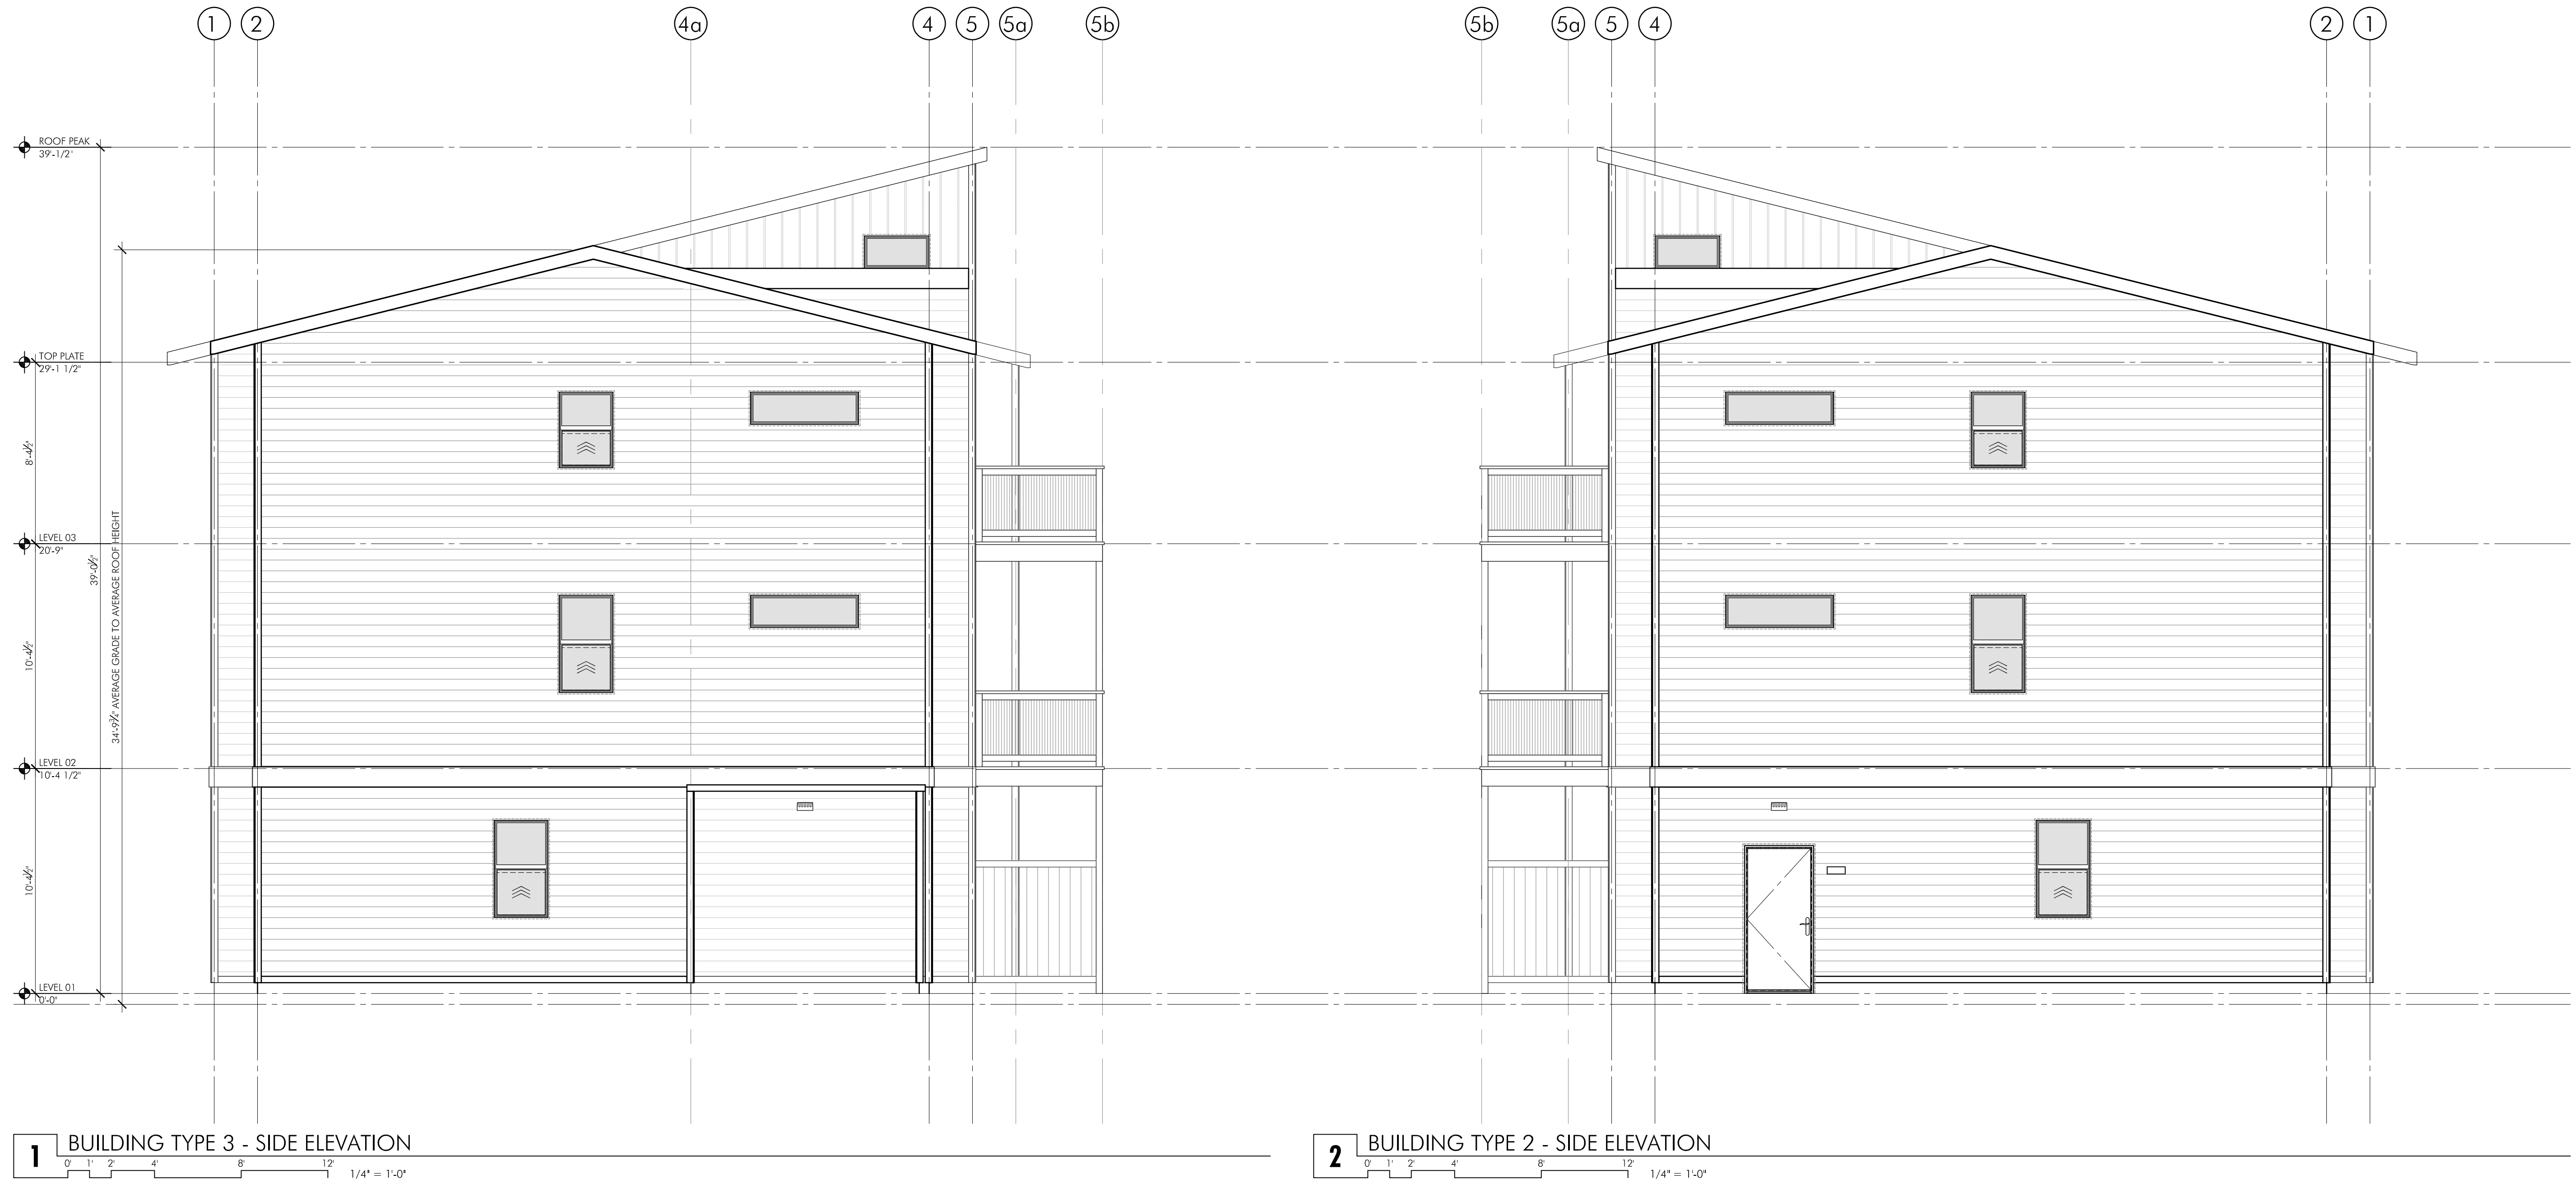 1 2 4a 4 5 5a 5b 5b 5a 5 4 2 1
ROOF PEAK
39'-1/2"
TOP PLATE
29'-1 1/2"
8'-4½"
LEVEL 03
20'-9"
39'-0½"
34'-9¾" AVERAGE GRADE TO AVERAGE ROOF HEIGHT
10'-4½"
LEVEL 02
10'-4 1/2"
10'-4½"
LEVEL 01
0'-0"
1 BUILDING TYPE 3 - SIDE ELEVATION
0' 1' 2' 4' 8' 12'
1/4" = 1'-0"
2 BUILDING TYPE 2 - SIDE ELEVATION
0' 1' 2' 4' 8' 12'
1/4" = 1'-0"